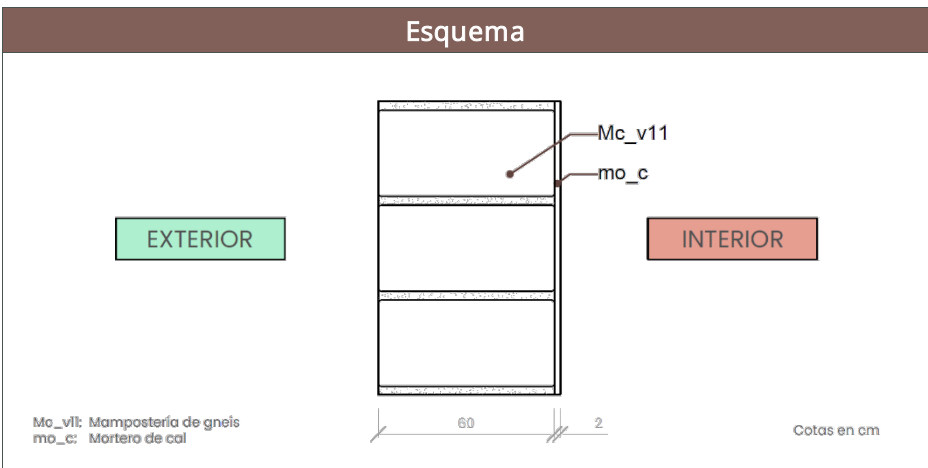 Esquema
Mc_v11
mo_c
EXTERIOR
INTERIOR
60
2
Mc_v11: Mampostería de gneis
mo_c: Mortero de cal
Cotas en cm